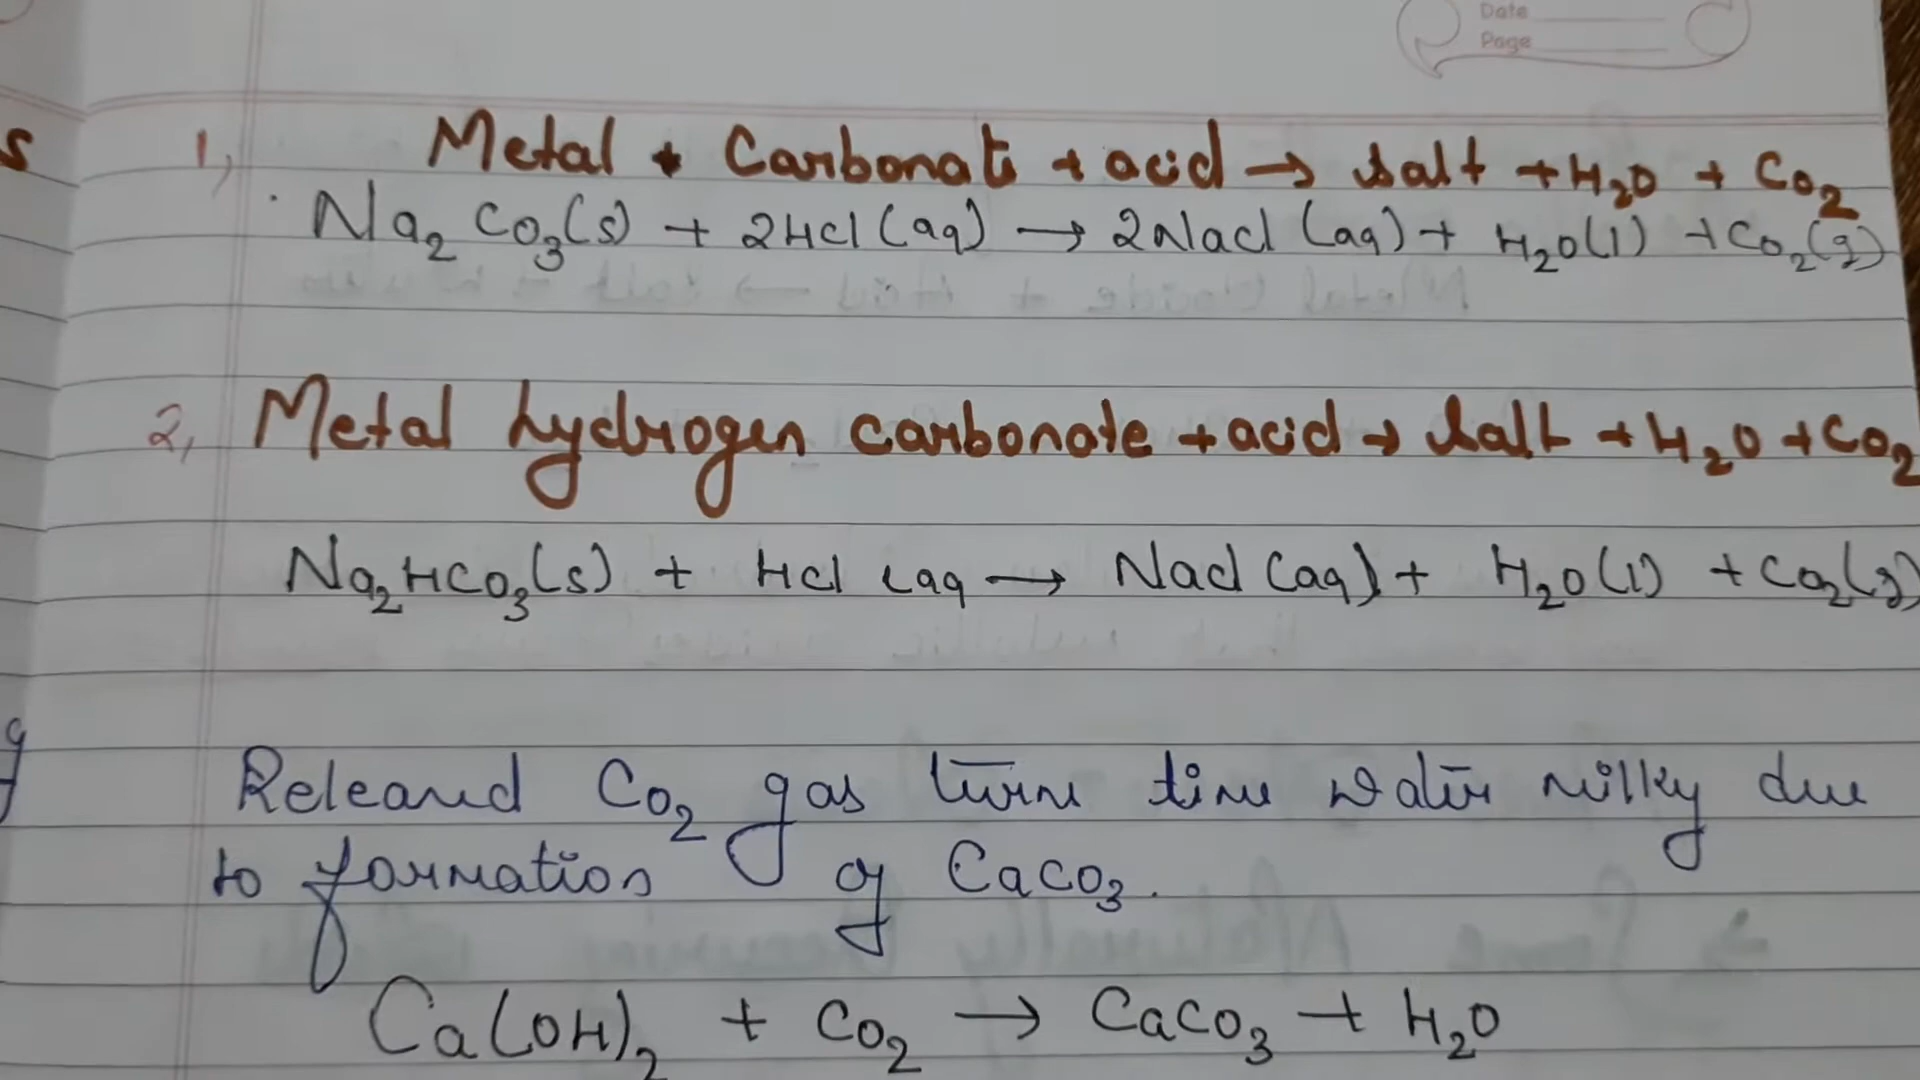 Date
Page
s
1, Metal + Carbonate + acid → salt + H₂O + CO₂
Na₂CO₃(s) + 2HCl (aq) → 2NaCl (aq) + H₂O(l) + CO₂(g)
2, Metal hydrogen carbonate + acid → salt + H₂O + CO₂
Na₂HCO₃(s) + HCl (aq → NaCl (aq) + H₂O(l) + CO₂(g)
Released CO₂ gas turn lime water milky due
to formation of CaCO₃.
Ca(OH)₂ + CO₂ → CaCO₃ + H₂O